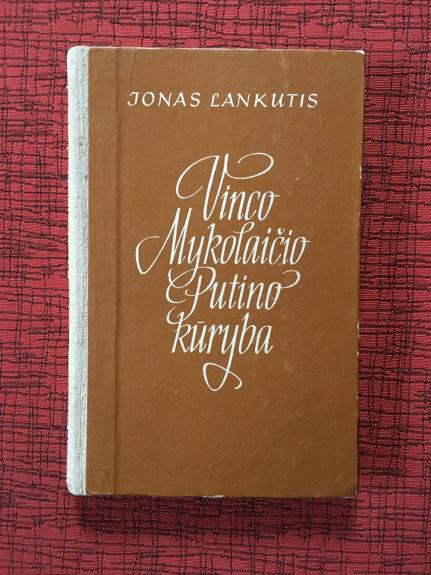 JONAS LANKUTIS
Vinco
Mykolaičio
Putino
kūryba